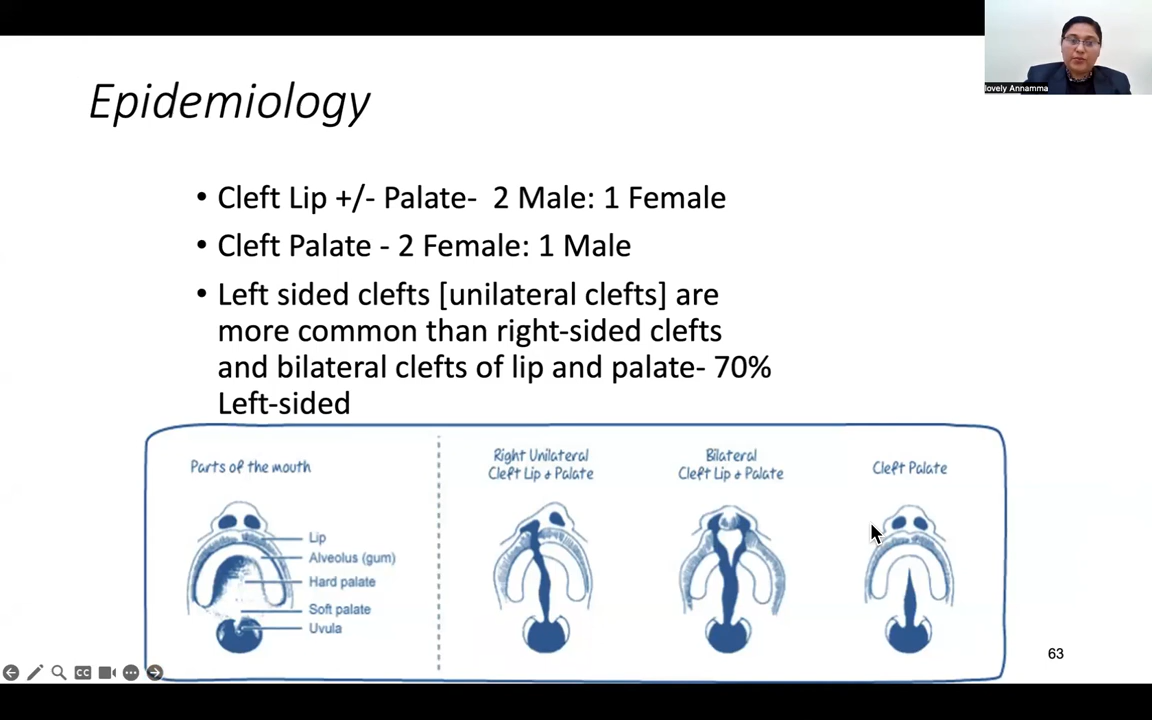 lovely Annamma
Epidemiology
• Cleft Lip +/- Palate- 2 Male: 1 Female
• Cleft Palate - 2 Female: 1 Male
• Left sided clefts [unilateral clefts] are
more common than right-sided clefts
and bilateral clefts of lip and palate- 70%
Left-sided
Parts of the mouth
Lip
Alveolus (gum)
Hard palate
Soft palate
Uvula
Right Unilateral
Cleft Lip & Palate
Bilateral
Cleft Lip & Palate
Cleft Palate
63
CC